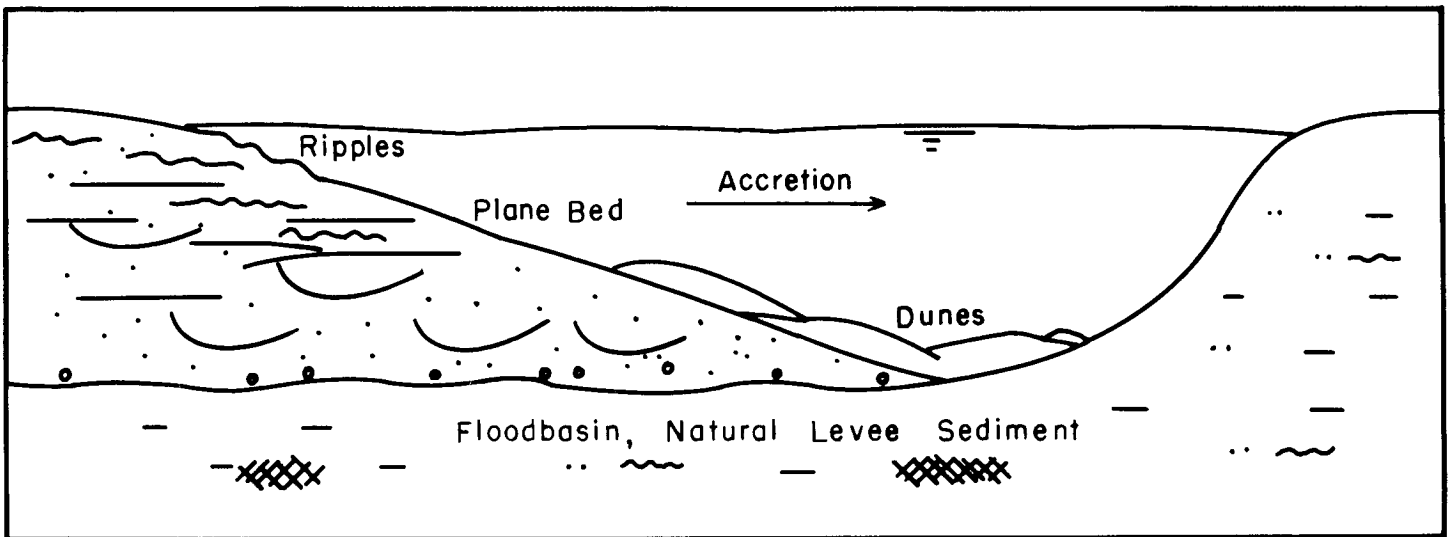 Ripples
Accretion
Plane Bed
Dunes
Floodbasin, Natural Levee Sediment